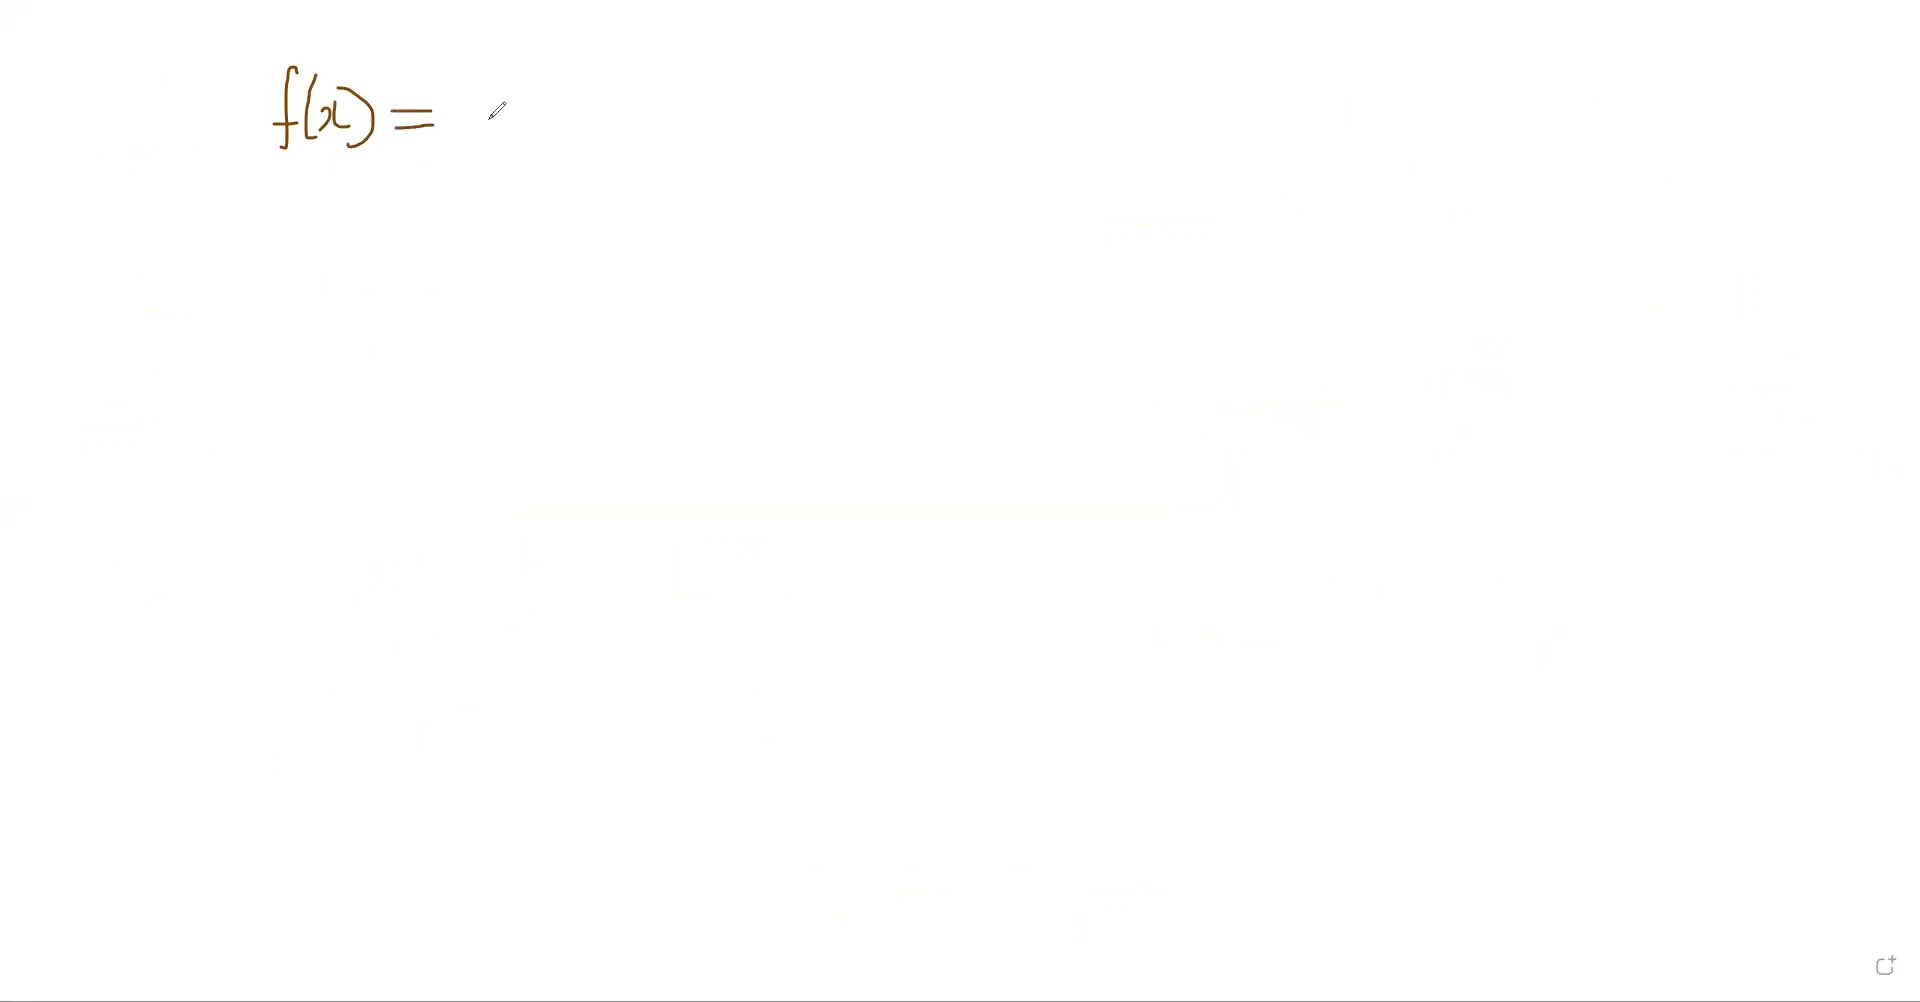 f(x) =